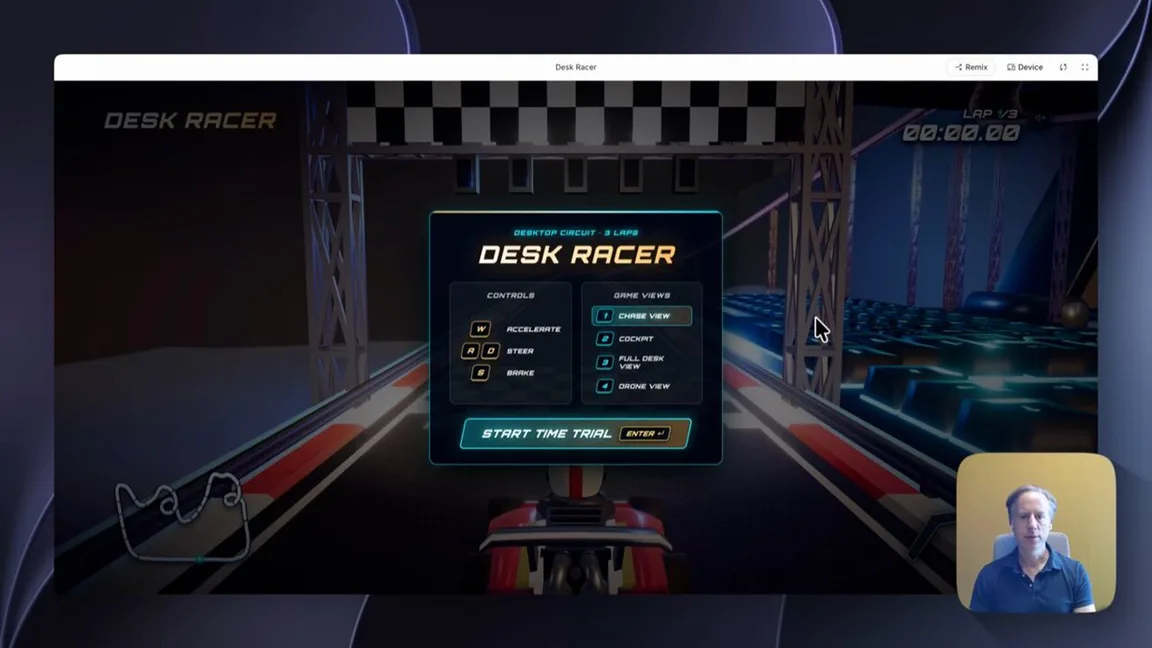 Desk Racer
Remix
Device
DESK RACER
LAP 1/3
00:00.00
DESKTOP CIRCUIT · 3 LAPS
DESK RACER
CONTROLS
W ACCELERATE
A D STEER
S BRAKE
GAME VIEWS
1 CHASE VIEW
2 COCKPIT
3 FULL DESK
VIEW
4 DRONE VIEW
START TIME TRIAL ENTER ↵